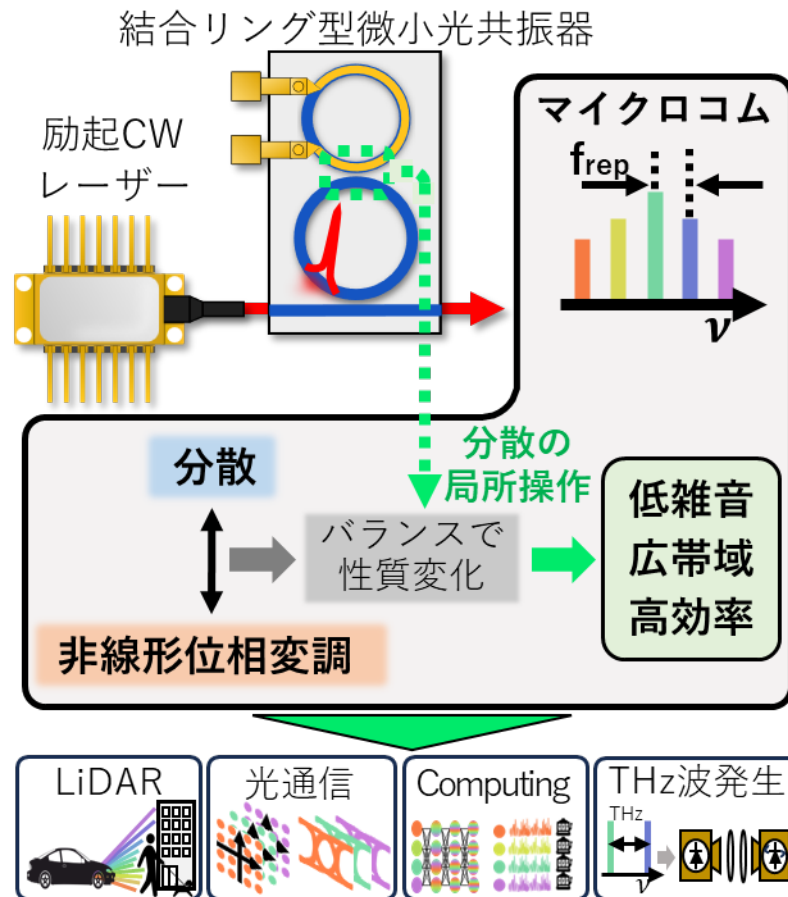 結合リング型微小光共振器
励起CW
レーザー
マイクロコム
frep
ν
分散の
局所操作
分散
バランスで
性質変化
非線形位相変調
低雑音
広帯域
高効率
LiDAR
光通信
Computing
THz波発生
THz
ν